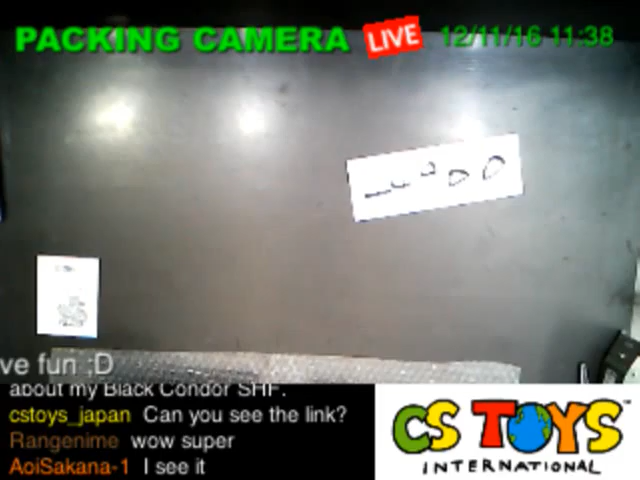 PACKING CAMERA LIVE 12/11/16 11:38
ve fun :D
about my Black Condor SHF.
cstoys_japan Can you see the link?
Rangenime wow super
AoiSakana-1 I see it
CS TOYS
INTERNATIONAL